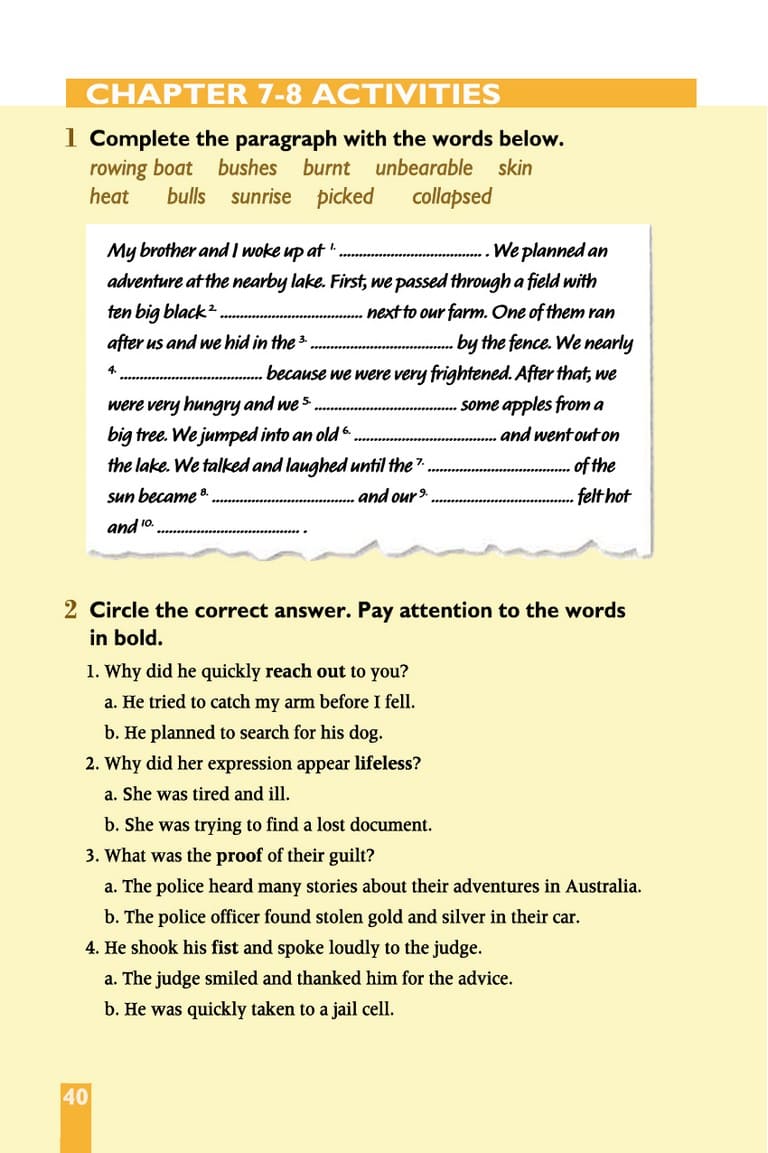 CHAPTER 7-8 ACTIVITIES
1 Complete the paragraph with the words below.
rowing boat bushes burnt unbearable skin
heat bulls sunrise picked collapsed
My brother and I woke up at 1. .................................... . We planned an
adventure at the nearby lake. First, we passed through a field with
ten big black 2. .................................... next to our farm. One of them ran
after us and we hid in the 3. .................................... by the fence. We nearly
4. .................................... because we were very frightened. After that, we
were very hungry and we 5. .................................... some apples from a
big tree. We jumped into an old 6. .................................... and went out on
the lake. We talked and laughed until the 7. .................................... of the
sun became 8. .................................... and our 9. .................................... felt hot
and 10. .................................... .
2 Circle the correct answer. Pay attention to the words
in bold.
1. Why did he quickly reach out to you?
a. He tried to catch my arm before I fell.
b. He planned to search for his dog.
2. Why did her expression appear lifeless?
a. She was tired and ill.
b. She was trying to find a lost document.
3. What was the proof of their guilt?
a. The police heard many stories about their adventures in Australia.
b. The police officer found stolen gold and silver in their car.
4. He shook his fist and spoke loudly to the judge.
a. The judge smiled and thanked him for the advice.
b. He was quickly taken to a jail cell.
40